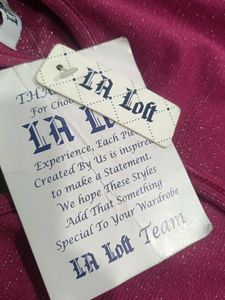 LA Loft
THA
For Choo
LA L
Experience, Each Pie
Created By Us is inspired
to make a Statement.
We hope These Styles
Add That Something
Special To Your Wardrobe
LA Loft Team